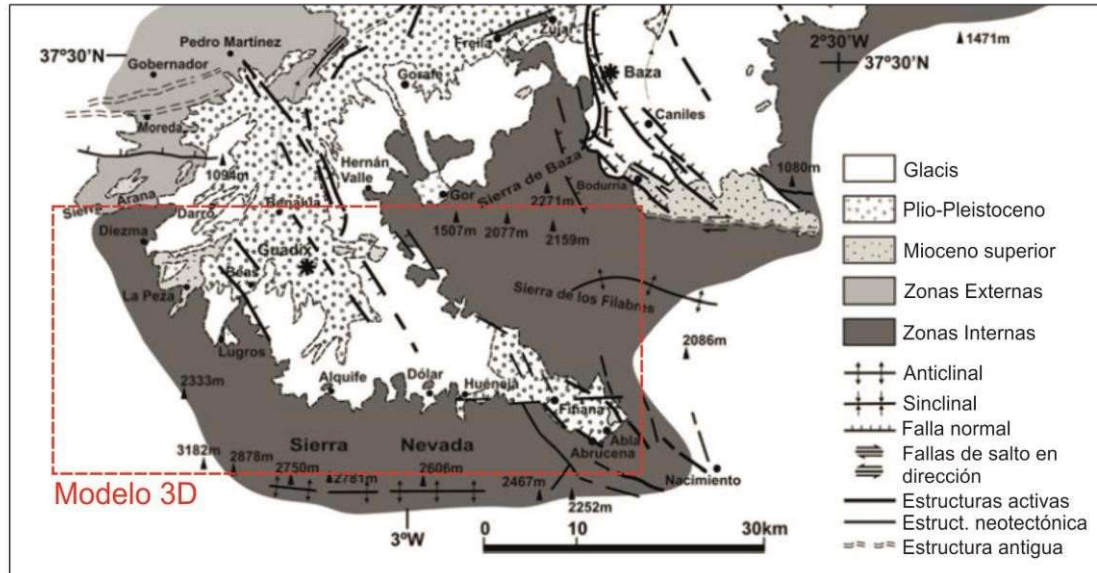 Zújar
Freila
2º30'W
1471m
37º30'N
37º30'N
Pedro Martínez
Gobernador
Gorafe
Baza
Caniles
Moreda
1094m
Hernán
Valle
Sierra de Baza
Bodurria
1080m
Sierra Arana
Darro
Benalúa
Gor
2271m
1507m
2077m
2159m
Diezma
Guadix
Beas
La Peza
Sierra de los Filabres
2086m
Lugros
2333m
Alquife
Dólar
Huéneja
Fiñana
Abla
Abrucena
Nacimiento
3182m
2878m
Sierra Nevada
2750m
2781m
2606m
2467m
2252m
Modelo 3D
3ºW
0 10 30km
Glacis
Plio-Pleistoceno
Mioceno superior
Zonas Externas
Zonas Internas
Anticlinal
Sinclinal
Falla normal
Fallas de salto en
dirección
Estructuras activas
Estruct. neotectónica
Estructura antigua